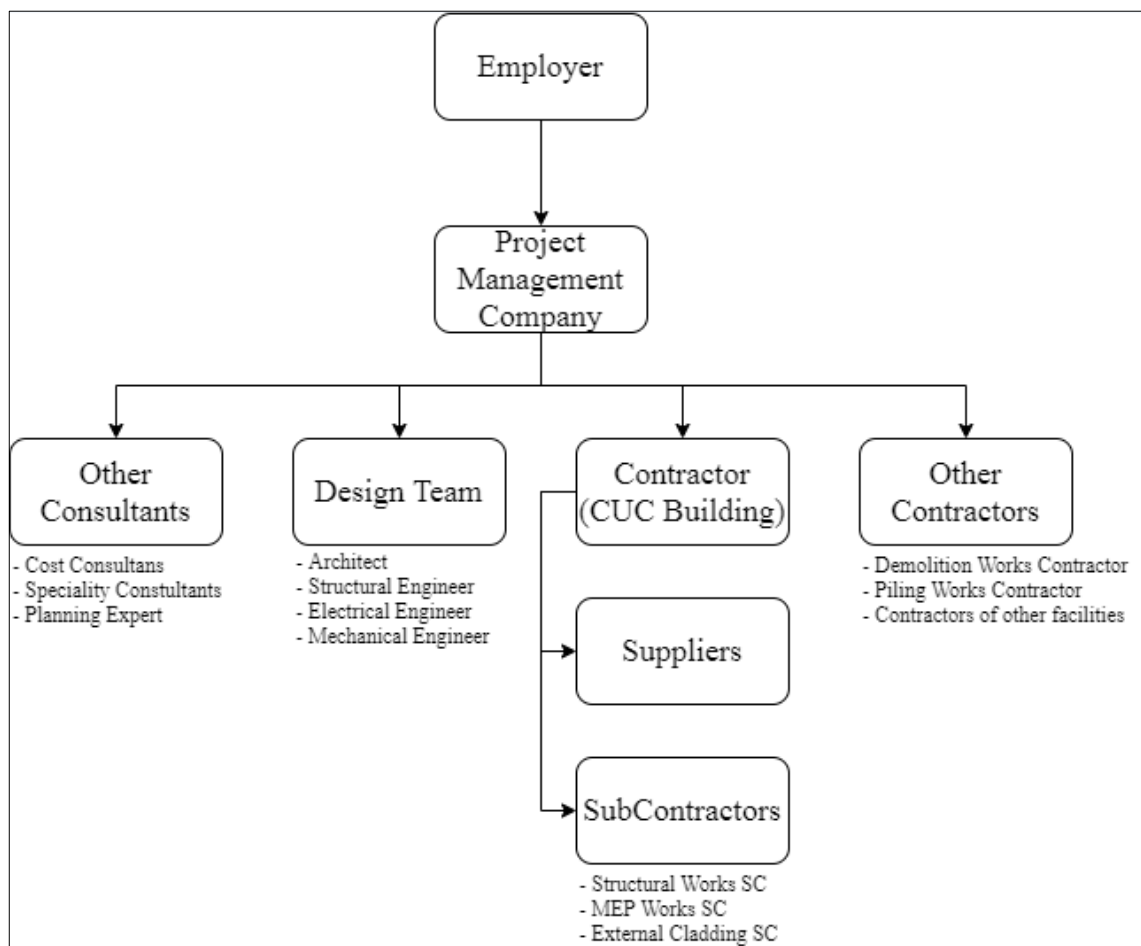 Employer
Project
Management
Company
Other
Consultants
- Cost Consultans
- Speciality Constultants
- Planning Expert
Design Team
- Architect
- Structural Engineer
- Electrical Engineer
- Mechanical Engineer
Contractor
(CUC Building)
Other
Contractors
- Demolition Works Contractor
- Piling Works Contractor
- Contractors of other facilities
Suppliers
SubContractors
- Structural Works SC
- MEP Works SC
- External Cladding SC